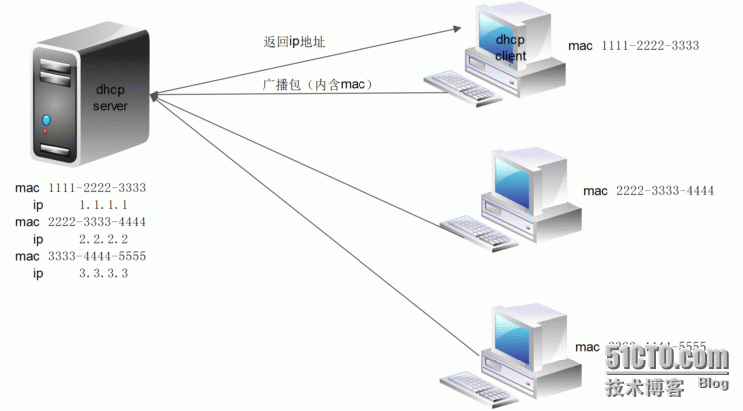 返回ip地址
广播包（内含mac）
dhcp
server
mac 1111-2222-3333
ip 1.1.1.1
mac 2222-3333-4444
ip 2.2.2.2
mac 3333-4444-5555
ip 3.3.3.3
dhcp
client
mac 1111-2222-3333
mac 2222-3333-4444
mac
51CTO.com
技术博客 Blog